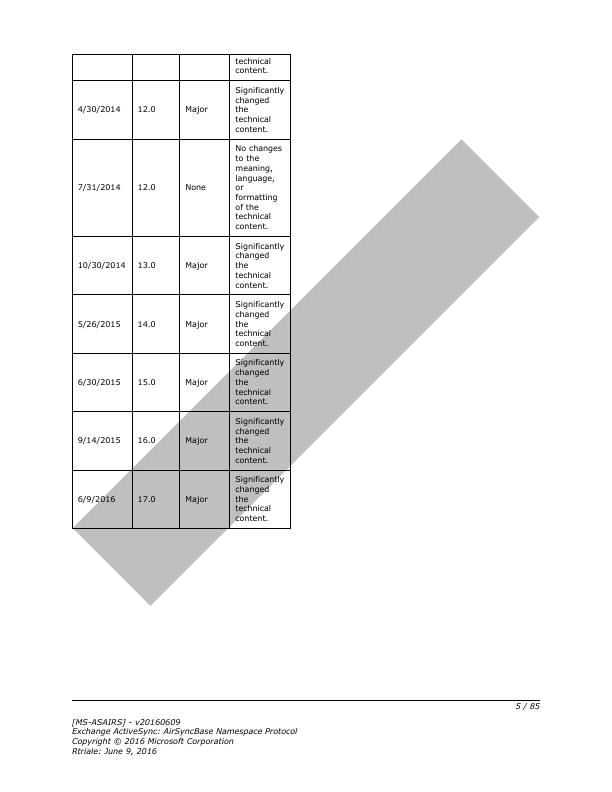 technical
content.
4/30/2014 12.0 Major Significantly
changed
the
technical
content.
7/31/2014 12.0 None No changes
to the
meaning,
language,
or
formatting
of the
technical
content.
10/30/2014 13.0 Major Significantly
changed
the
technical
content.
5/26/2015 14.0 Major Significantly
changed
the
technical
content.
6/30/2015 15.0 Major Significantly
changed
the
technical
content.
9/14/2015 16.0 Major Significantly
changed
the
technical
content.
6/9/2016 17.0 Major Significantly
changed
the
technical
content.
5 / 85
[MS-ASAIRS] - v20160609
Exchange ActiveSync: AirSyncBase Namespace Protocol
Copyright © 2016 Microsoft Corporation
Rtriale: June 9, 2016